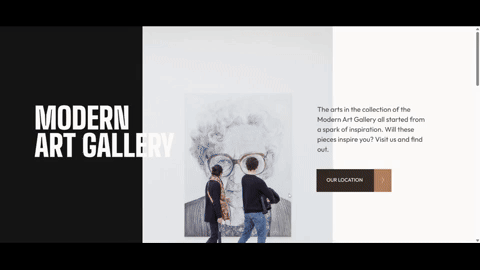 MODERN
ART GALLERY
The arts in the collection of the
Modern Art Gallery all started from
a spark of inspiration. Will these
pieces inspire you? Visit us and find
out.
OUR LOCATION